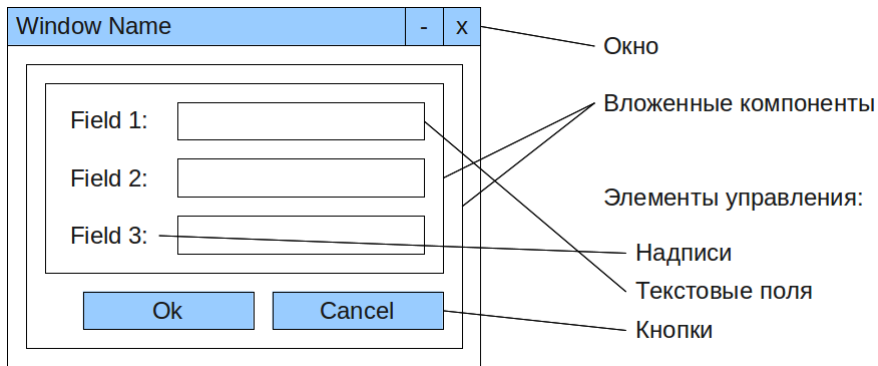 Window Name - x
Окно
Вложенные компоненты
Field 1:
Field 2:
Элементы управления:
Field 3:
Надписи
Текстовые поля
Ok Cancel
Кнопки